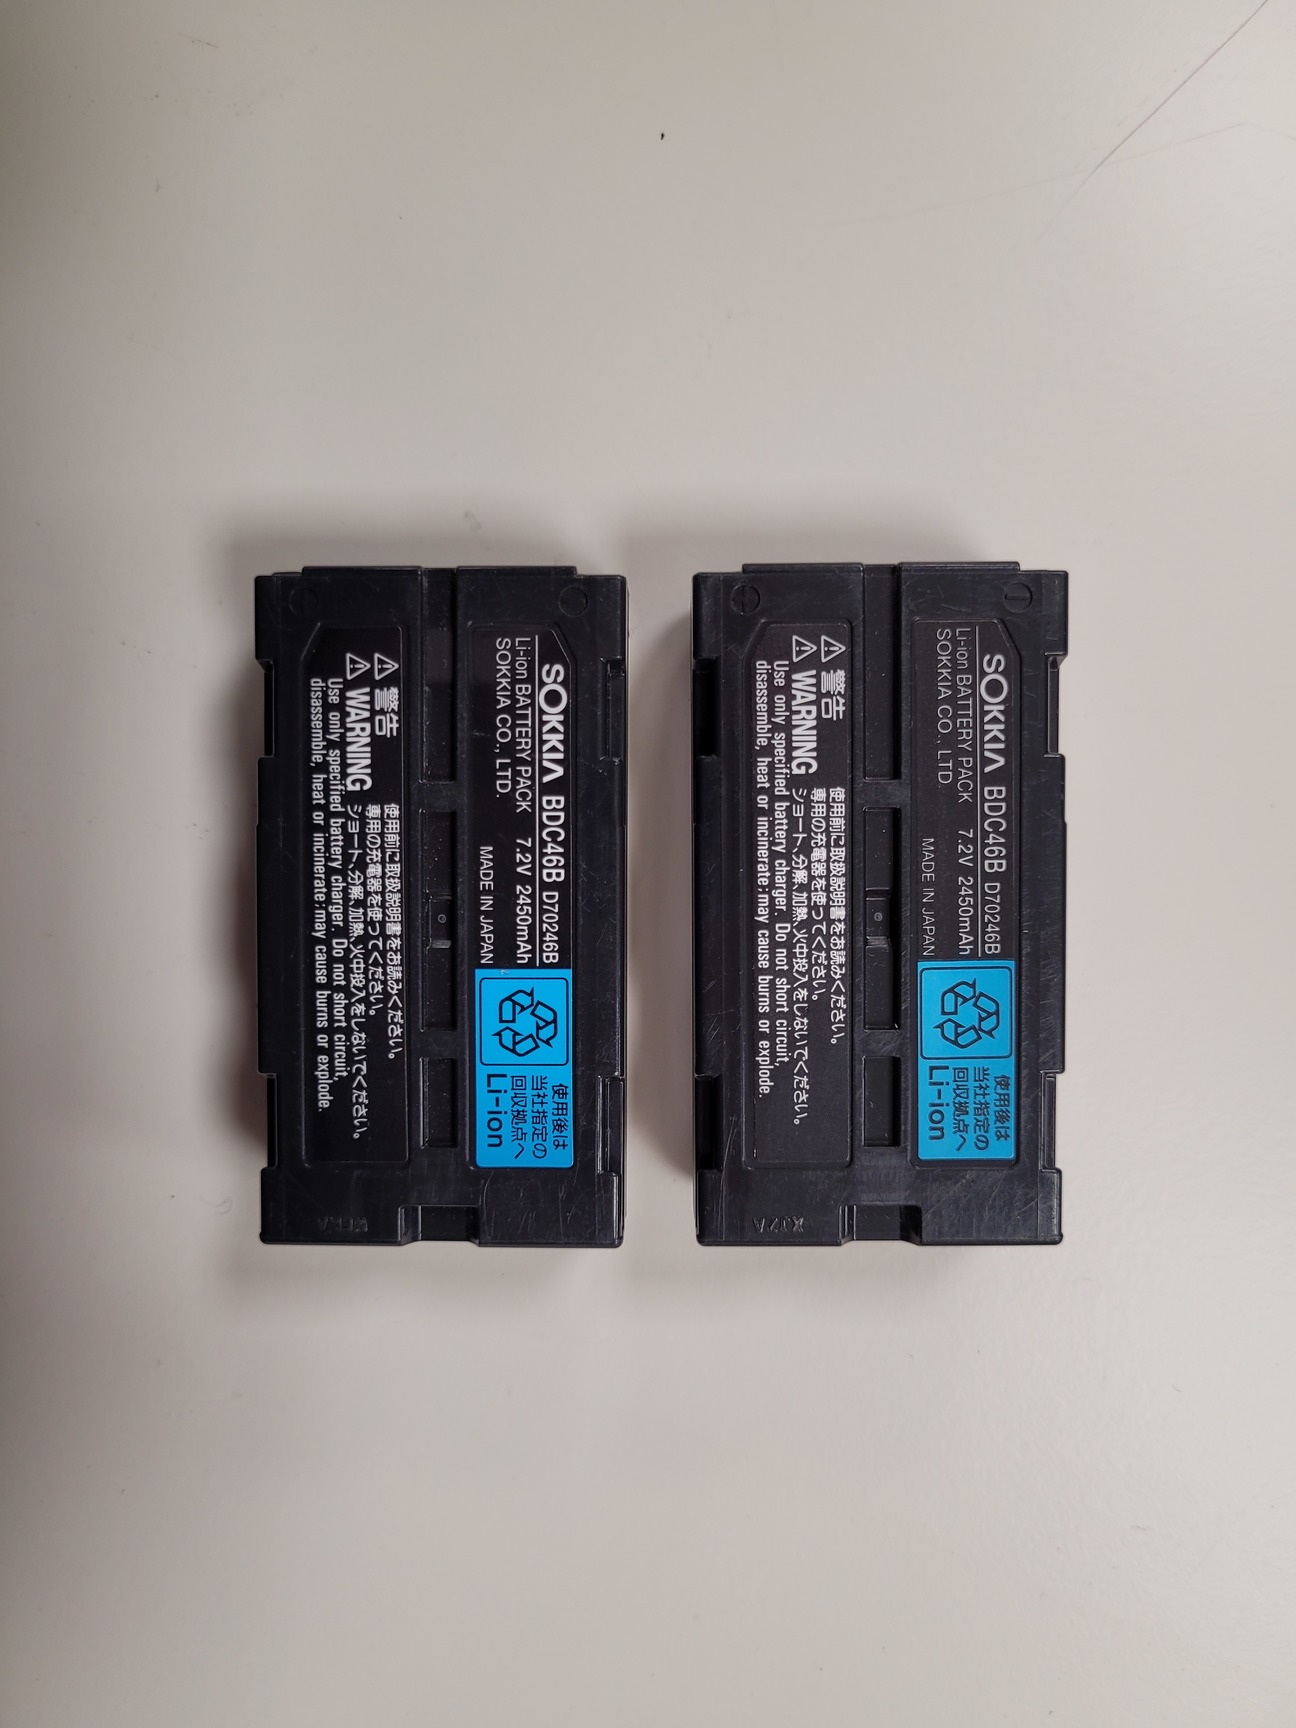 SOKKIA BDC46B D70246B
Li-ion BATTERY PACK 7.2V 2450mAh
SOKKIA CO., LTD.
MADE IN JAPAN
使用後は
当社指定の
回収拠点へ
Li-ion
警告 使用前に取扱説明書をお読みください。
専用の充電器を使ってください。
WARNING ショート、分解、加熱、火中投入をしないでください。
Use only specified battery charger. Do not short circuit,
disassemble, heat or incinerate;may cause burns or explode.
SOKKIA BDC46B D70246B
Li-ion BATTERY PACK 7.2V 2450mAh
SOKKIA CO., LTD.
MADE IN JAPAN
使用後は
当社指定の
回収拠点へ
Li-ion
警告 使用前に取扱説明書をお読みください。
専用の充電器を使ってください。
WARNING ショート、分解、加熱、火中投入をしないでください。
Use only specified battery charger. Do not short circuit,
disassemble, heat or incinerate;may cause burns or explode.